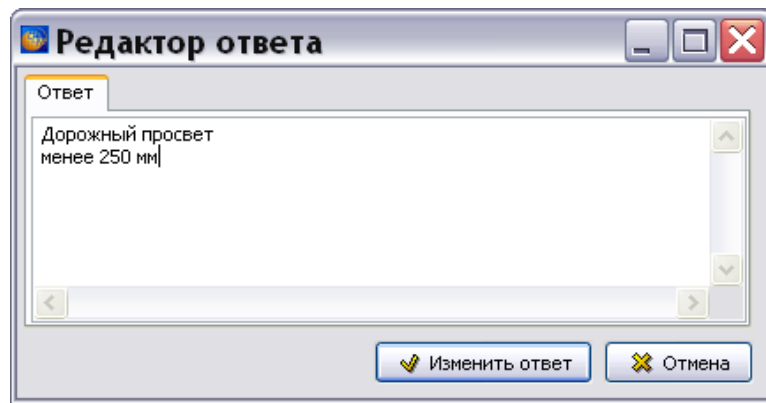 Редактор ответа
Ответ
Дорожный просвет
менее 250 мм
Изменить ответ
Отмена